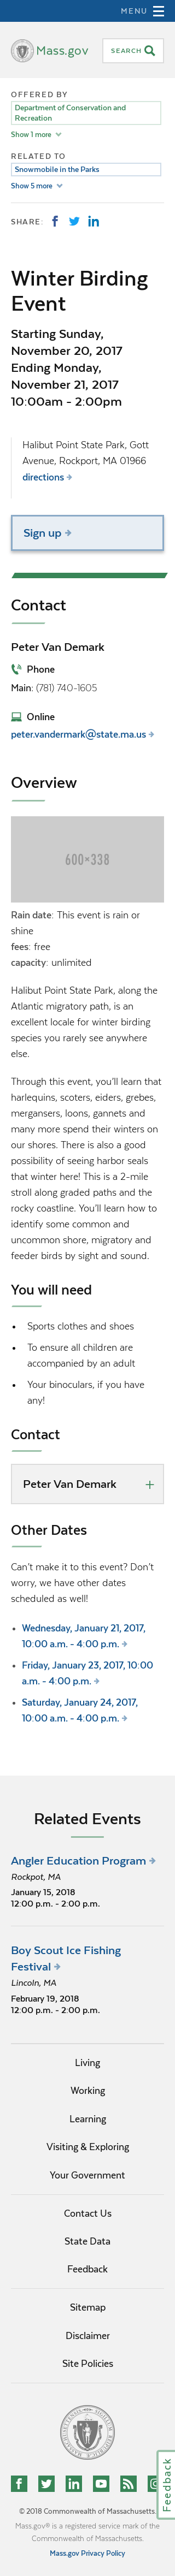 MENU
Mass.gov
SEARCH
OFFERED BY
Department of Conservation and
Recreation
Show 1 more
RELATED TO
Snowmobile in the Parks
Show 5 more
SHARE:
Winter Birding
Event
Starting Sunday,
November 20, 2017
Ending Monday,
November 21, 2017
10:00am - 2:00pm
Halibut Point State Park, Gott
Avenue, Rockport, MA 01966
directions
Sign up
Contact
Peter Van Demark
Phone
Main: (781) 740-1605
Online
peter.vandermark@state.ma.us
Overview
600×338
Rain date: This event is rain or
shine
fees: free
capacity: unlimited
Halibut Point State Park, along the
Atlantic migratory path, is an
excellent locale for winter birding
species you rarely see anywhere
else.
Through this event, you'll learn that
harlequins, scoters, eiders, grebes,
mergansers, loons, gannets and
many more spend their winters on
our shores. There is also a good
possibility of seeing harbor seals
that winter here! This is a 2-mile
stroll along graded paths and the
rocky coastline. You'll learn how to
identify some common and
uncommon shore, migratory and
feeder birds by sight and sound.
You will need
• Sports clothes and shoes
• To ensure all children are
accompanied by an adult
• Your binoculars, if you have
any!
Contact
Peter Van Demark +
Other Dates
Can't make it to this event? Don't
worry, we have other dates
scheduled as well!
• Wednesday, January 21, 2017,
10:00 a.m. - 4:00 p.m.
• Friday, January 23, 2017, 10:00
a.m. - 4:00 p.m.
• Saturday, January 24, 2017,
10:00 a.m. - 4:00 p.m.
Related Events
Angler Education Program
Rockpot, MA
January 15, 2018
12:00 p.m. - 2:00 p.m.
Boy Scout Ice Fishing
Festival
Lincoln, MA
February 19, 2018
12:00 p.m. - 2:00 p.m.
Living
Working
Learning
Visiting & Exploring
Your Government
Contact Us
State Data
Feedback
Sitemap
Disclaimer
Site Policies
Feedback
© 2018 Commonwealth of Massachusetts.
Mass.gov® is a registered service mark of the
Commonwealth of Massachusetts.
Mass.gov Privacy Policy